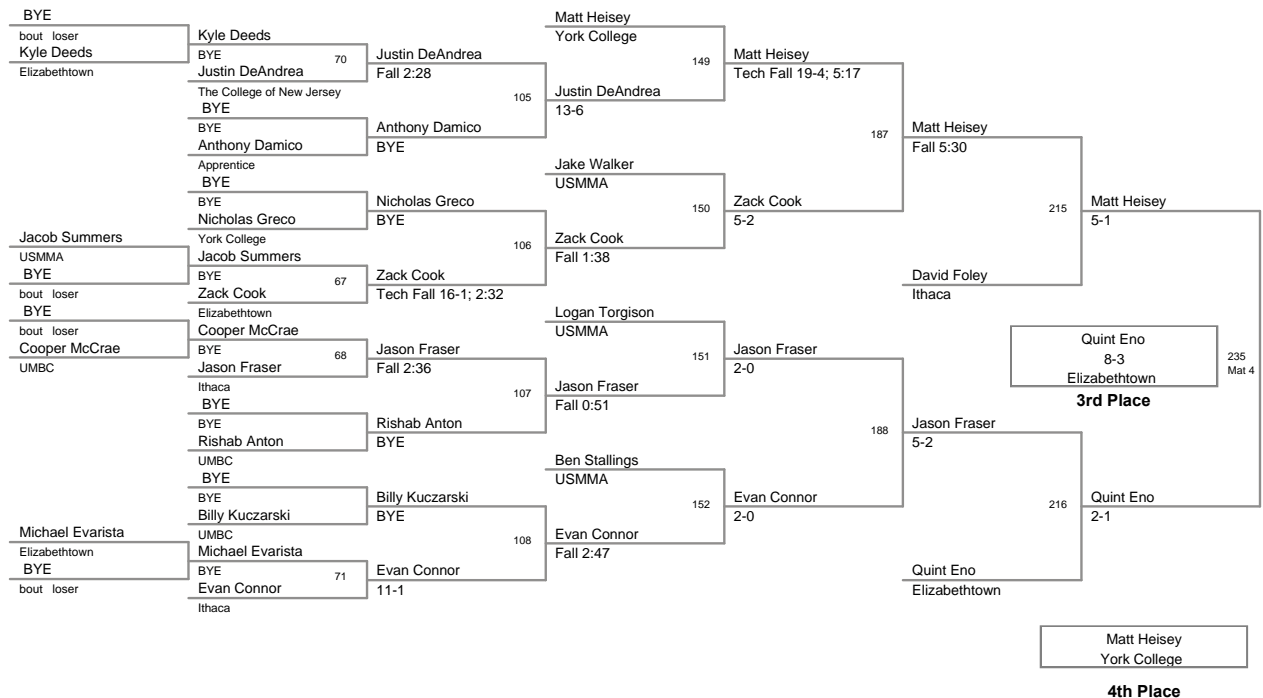 BYE
bout loser
Kyle Deeds
Elizabethtown
Jacob Summers
USMMA
BYE
bout loser
BYE
bout loser
Cooper McCrae
UMBC
Michael Evarista
Elizabethtown
BYE
bout loser
Kyle Deeds
BYE
70
Justin DeAndrea
The College of New Jersey
BYE
BYE
Anthony Damico
Apprentice
BYE
BYE
Nicholas Greco
York College
Jacob Summers
BYE
67
Zack Cook
Elizabethtown
Cooper McCrae
BYE
68
Jason Fraser
Ithaca
BYE
BYE
Rishab Anton
UMBC
BYE
BYE
Billy Kuczarski
UMBC
Michael Evarista
BYE
71
Evan Connor
Ithaca
Justin DeAndrea
Fall 2:28
105
Anthony Damico
BYE
Nicholas Greco
BYE
106
Zack Cook
Tech Fall 16-1; 2:32
Jason Fraser
Fall 2:36
107
Rishab Anton
BYE
Billy Kuczarski
BYE
108
Evan Connor
11-1
Matt Heisey
York College
149
Justin DeAndrea
13-6
Jake Walker
USMMA
150
Zack Cook
Fall 1:38
Logan Torgison
USMMA
151
Jason Fraser
Fall 0:51
Ben Stallings
USMMA
152
Evan Connor
Fall 2:47
Matt Heisey
Tech Fall 19-4; 5:17
187
Zack Cook
5-2
Jason Fraser
2-0
188
Evan Connor
2-0
Matt Heisey
Fall 5:30
215
David Foley
Ithaca
Jason Fraser
5-2
216
Quint Eno
Elizabethtown
Matt Heisey
5-1
Quint Eno
2-1
Quint Eno
8-3
Elizabethtown
235
Mat 4
3rd Place
Matt Heisey
York College
4th Place